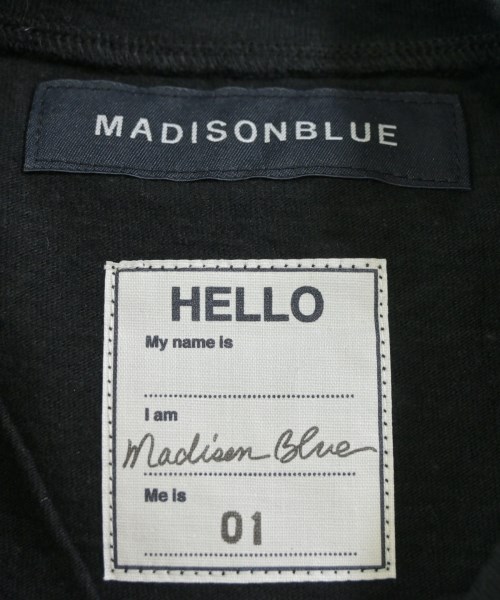 MADISONBLUE
HELLO
My name is
I am
Madison Blue
Me is
01